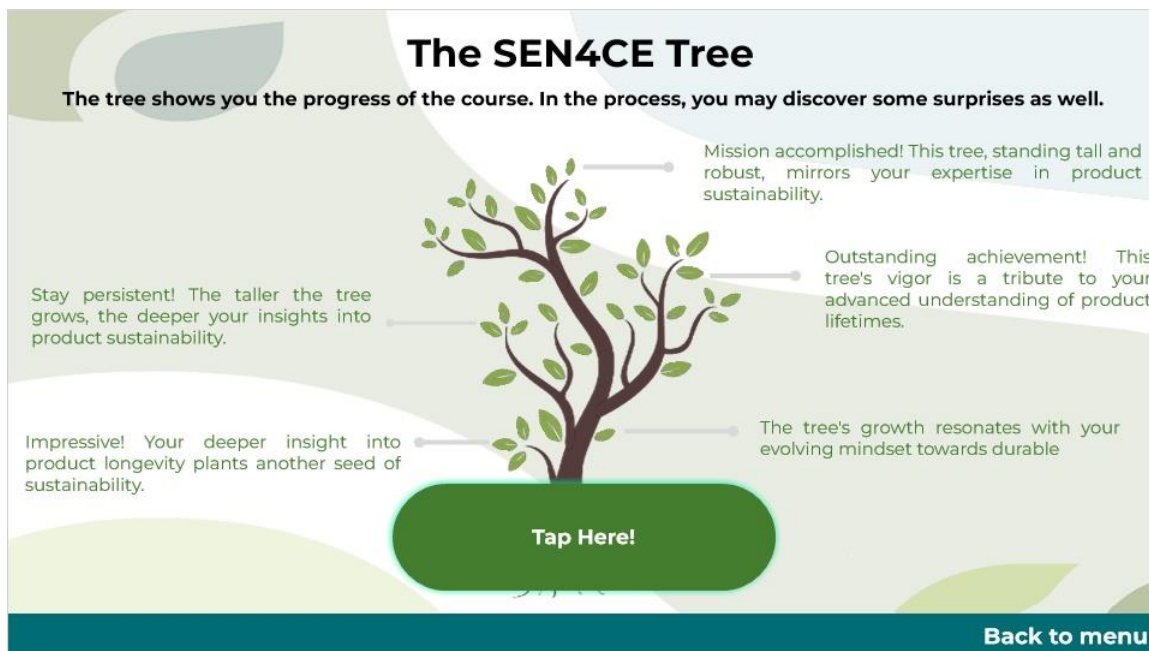 The SEN4CE Tree
The tree shows you the progress of the course. In the process, you may discover some surprises as well.
Mission accomplished! This tree, standing tall and
robust, mirrors your expertise in product
sustainability.
Outstanding achievement! This
tree's vigor is a tribute to your
advanced understanding of product
lifetimes.
Stay persistent! The taller the tree
grows, the deeper your insights into
product sustainability.
Impressive! Your deeper insight into
product longevity plants another seed of
sustainability.
The tree's growth resonates with your
evolving mindset towards durable
Tap Here!
Back to menu